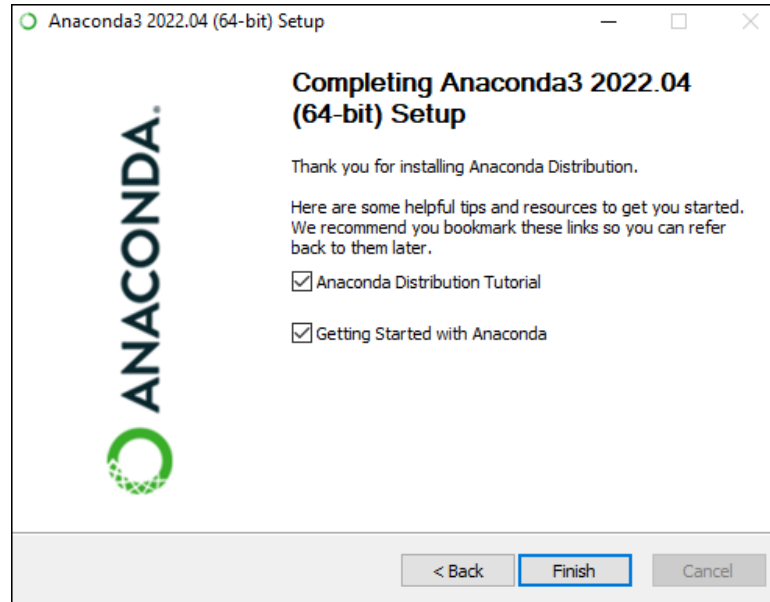 Anaconda3 2022.04 (64-bit) Setup
Completing Anaconda3 2022.04
(64-bit) Setup
Thank you for installing Anaconda Distribution.
Here are some helpful tips and resources to get you started.
We recommend you bookmark these links so you can refer
back to them later.
Anaconda Distribution Tutorial
Getting Started with Anaconda
ANACONDA.
< Back
Finish
Cancel